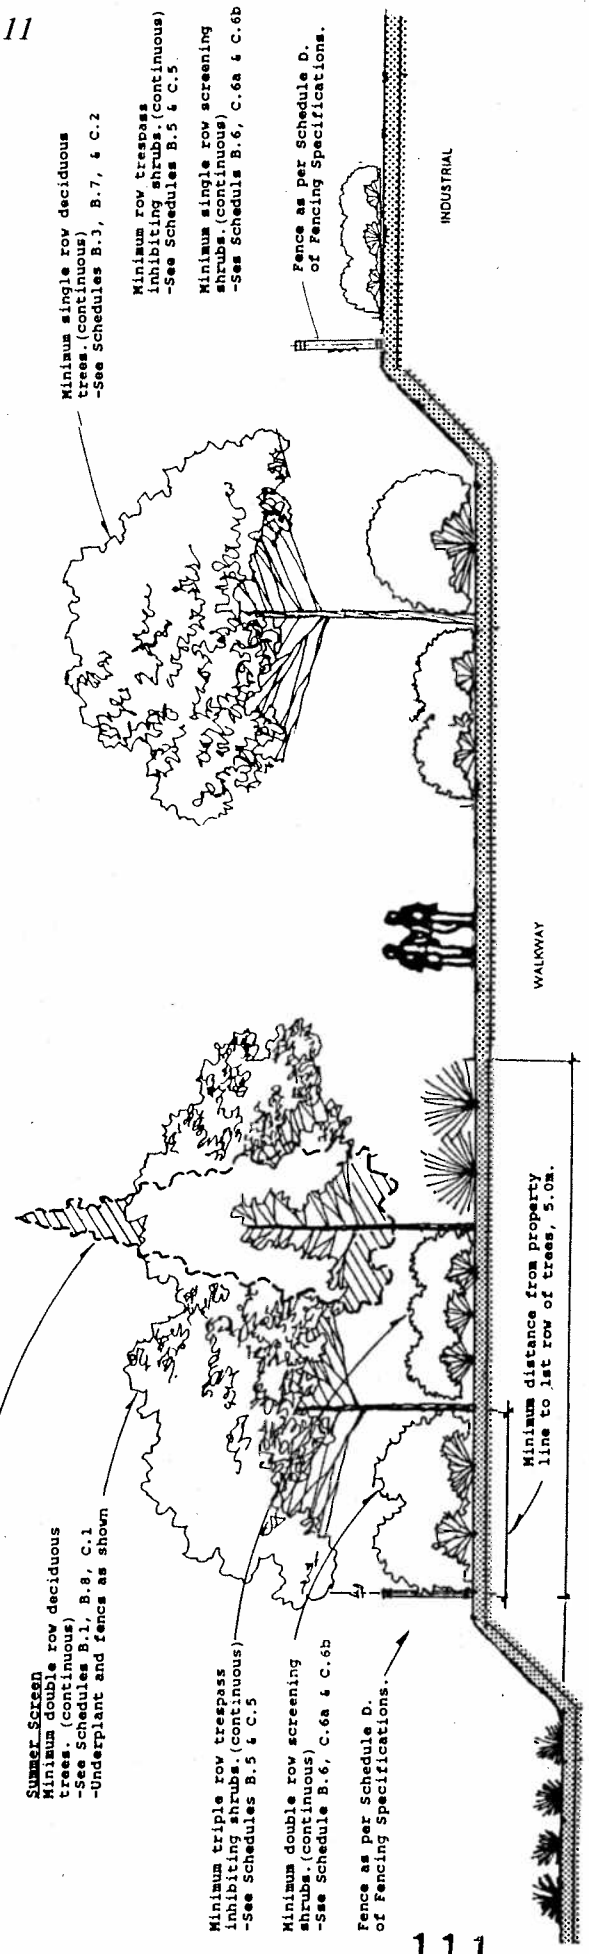 11
Summer Screen
Minimum double row deciduous
trees. (continuous)
-See Schedules B.1, B.8, C.1
-Underplant and fencs as shown
Minimum triple row trespass
inhibiting shrubs.(continuous)
-See Schedules B.5 & C.5
Minimum double row screening
shrubs.(continuous)
-Sse Schedule B.6, C.6a & C.6b
Fence as per Schedule D.
of Fencing Specifications.
Minimum distance from property
line to 1st row of trees, 5.0m.
WALKWAY
Minimum single row deciduous
trees.(continuous)
-See Schedules B.3, B.7, & C.2
Minimum row trespass
inhibiting shrubs.(continuous)
-See Schedules B.5 & C.5.
Minimum single row screening
shrubs.(continuous)
-Ses Scheduls B.6, C.6a & C.6b
Fence as per Schedule D.
of Fencing Specifications.
INDUSTRIAL
111